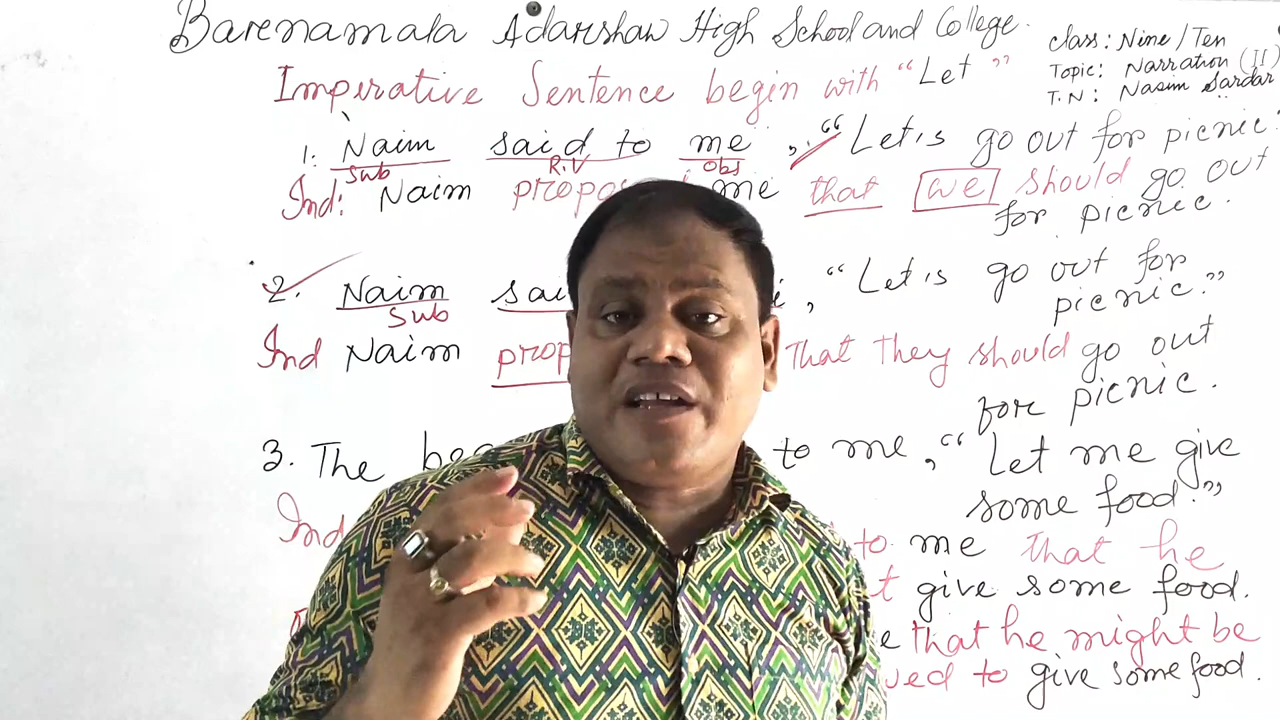 Barenamala Adarshaw High School and College.
Class: Nine/Ten
Topic: Narration (II)
T.N: Nasim Sardar
Imperative Sentence begin with "Let"
1. Naim said to me, "Let's go out for picnic.
Sub R.V obs
Ind: Naim me that we should go out
for picnic.
2. Naim "Let's go out for
picnic."
Sub
Ind Naim That They should go out
for picnic.
3. The to me, "Let me give
some food."
Ind to me That he
give some food.
that he might be
to give some food.